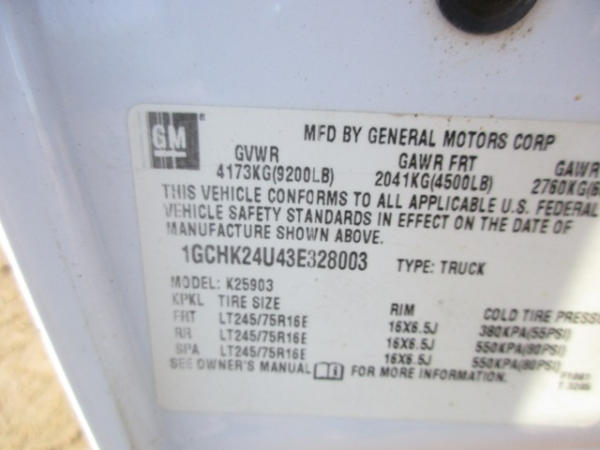 GM ®
MFD BY GENERAL MOTORS CORP
GVWR GAWR FRT GAWR
4173KG(9200LB) 2041KG(4500LB) 2760KG(6
THIS VEHICLE CONFORMS TO ALL APPLICABLE U.S. FEDERAL
VEHICLE SAFETY STANDARDS IN EFFECT ON THE DATE OF
MANUFACTURE SHOWN ABOVE.
1GCHK24U43E328003 TYPE: TRUCK
MODEL: K25903
KPKL TIRE SIZE RIM COLD TIRE PRESS
FRT LT245/75R16E 16X6.5J 380KPA(55PSI)
RR LT245/75R16E 16X6.5J 550KPA(80PSI)
SPA LT245/75R16E 16X6.5J 550KPA(80PSI)
SEE OWNER'S MANUAL FOR MORE INFORMATION.